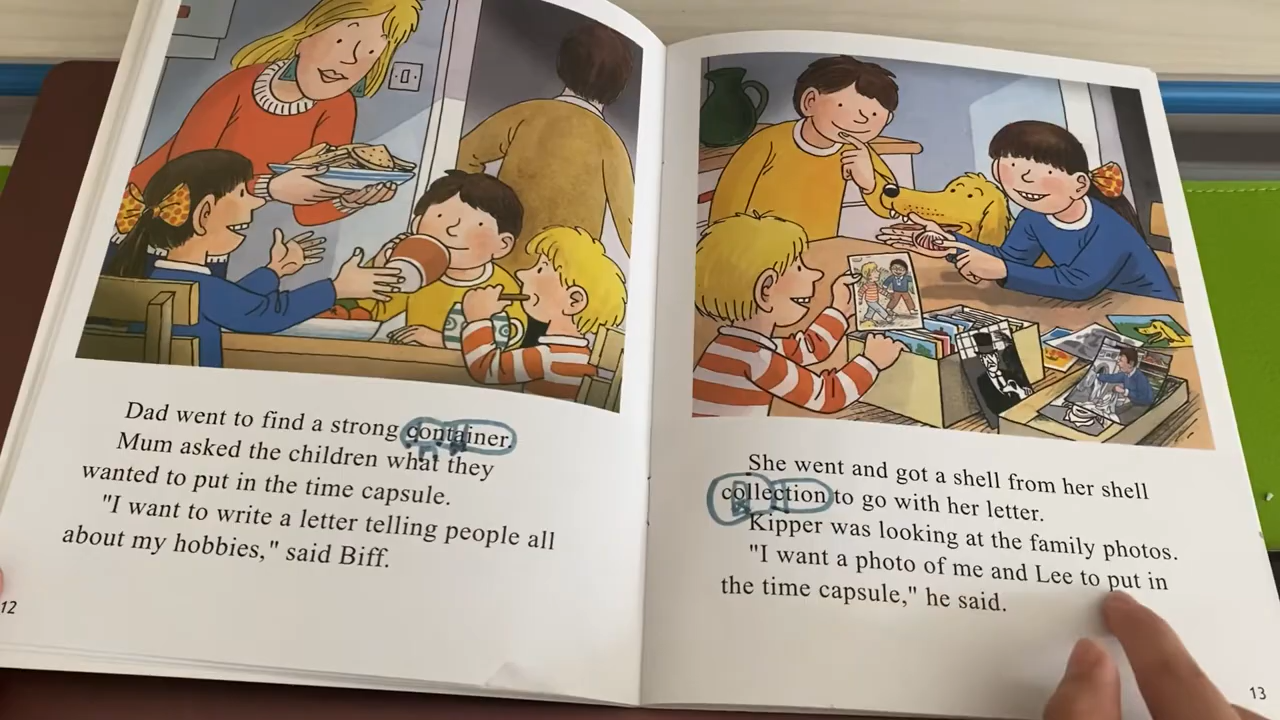 Dad went to find a strong container.
Mum asked the children what they
wanted to put in the time capsule.
"I want to write a letter telling people all
about my hobbies," said Biff.
12
She went and got a shell from her shell
collection to go with her letter.
Kipper was looking at the family photos.
"I want a photo of me and Lee to put in
the time capsule," he said.
13